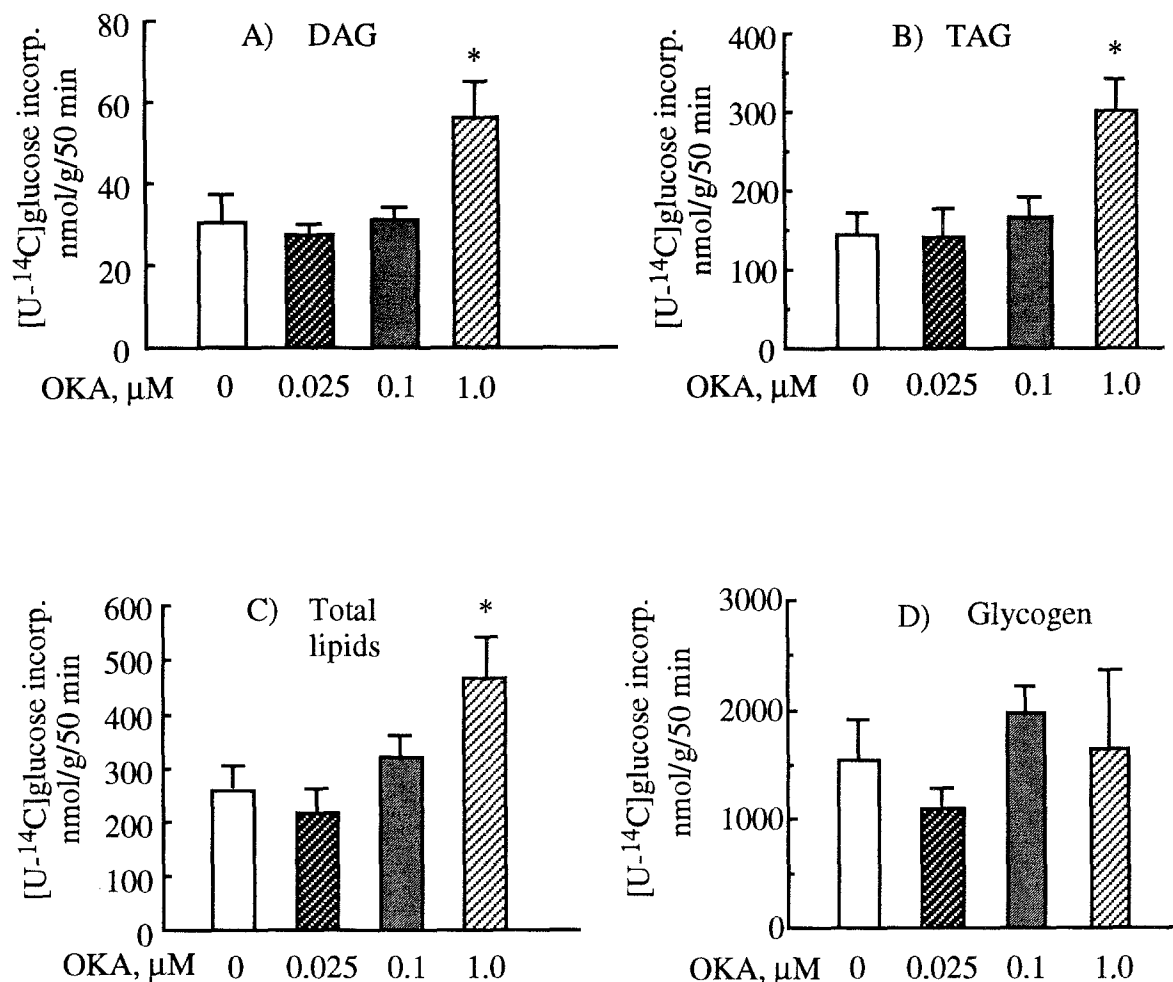 A) DAG
[U-14C]glucose incorp.
nmol/g/50 min
80
60
40
20
0
*
OKA, μM 0 0.025 0.1 1.0
B) TAG
[U-14C]glucose incorp.
nmol/g/50 min
400
300
200
100
0
*
0 0.025 0.1 1.0
C) Total
lipids
[U-14C]glucose incorp.
nmol/g/50 min
600
500
400
300
200
100
0
*
OKA, μM 0 0.025 0.1 1.0
D) Glycogen
[U-14C]glucose incorp.
nmol/g/50 min
3000
2000
1000
0
OKA, μM 0 0.025 0.1 1.0